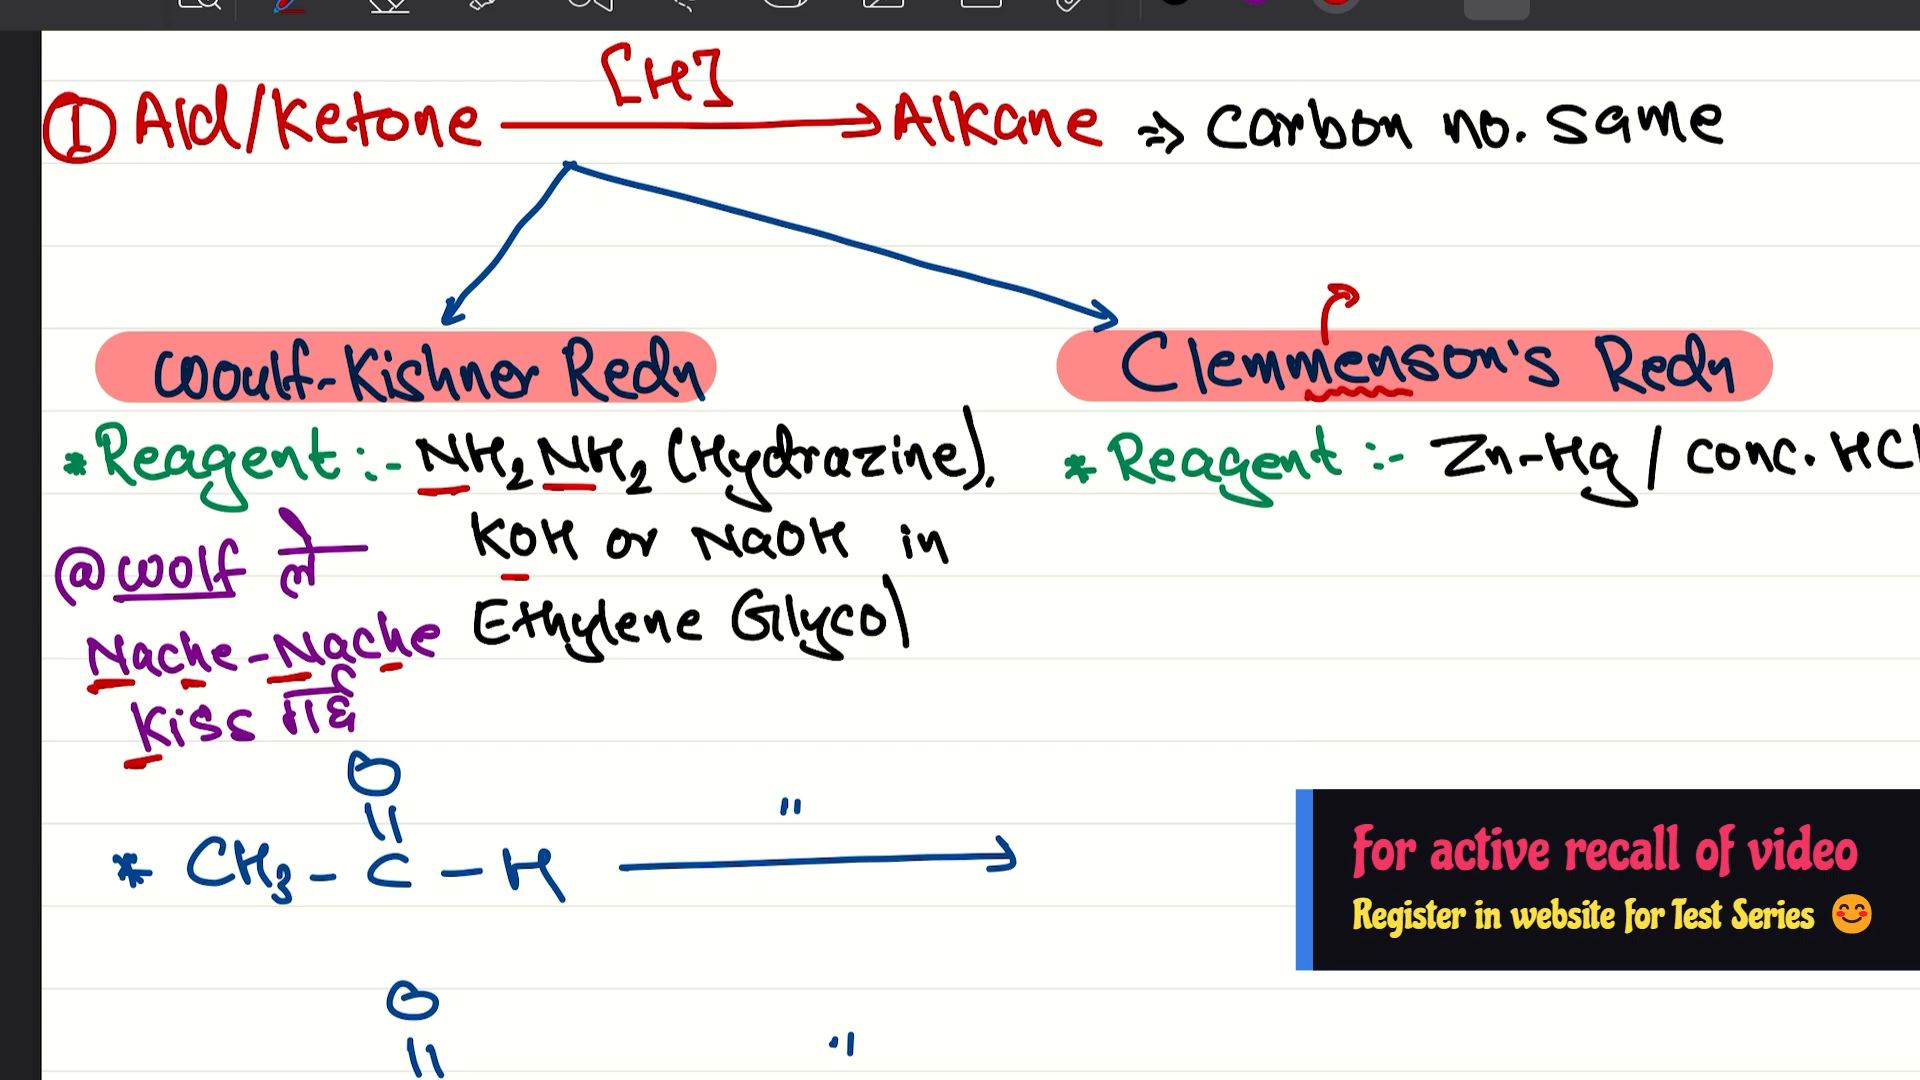 [H]
① Ald/Ketone → Alkane ⇒ Carbon no. same
Woulf-Kishner Redn
Clemmenson's Redn
*Reagent:- NH₂NH₂ (Hydrazine),
KOH or NaOH in
Ethylene Glycol
* Reagent:- Zn-Hg / conc. HCl
@wolf ने
Nache-Nache
Kiss
O
||
* CH₃ - C - H → "
O
||
"
for active recall of video
Register in website for Test Series 😊